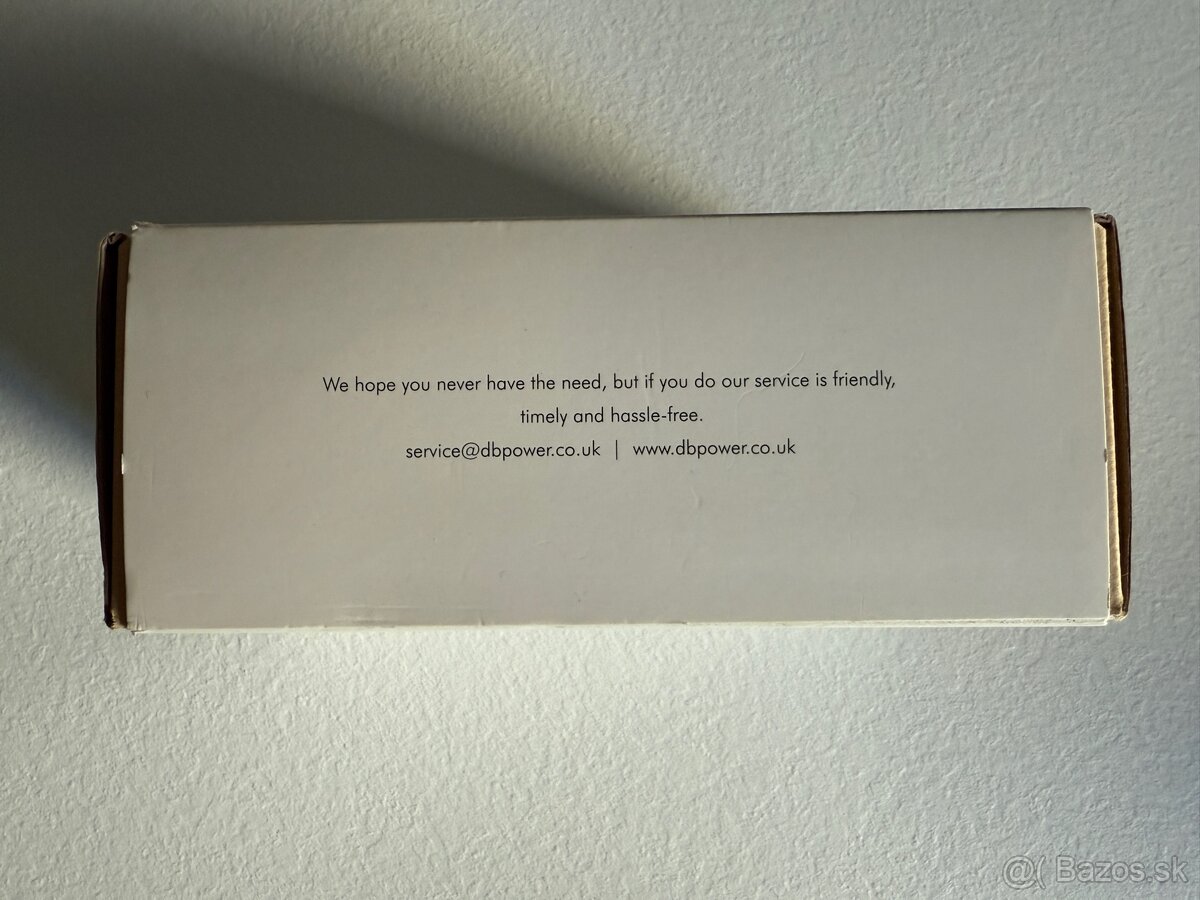 We hope you never have the need, but if you do our service is friendly,
timely and hassle-free.
service@dbpower.co.uk | www.dbpower.co.uk
@( Bazos.sk